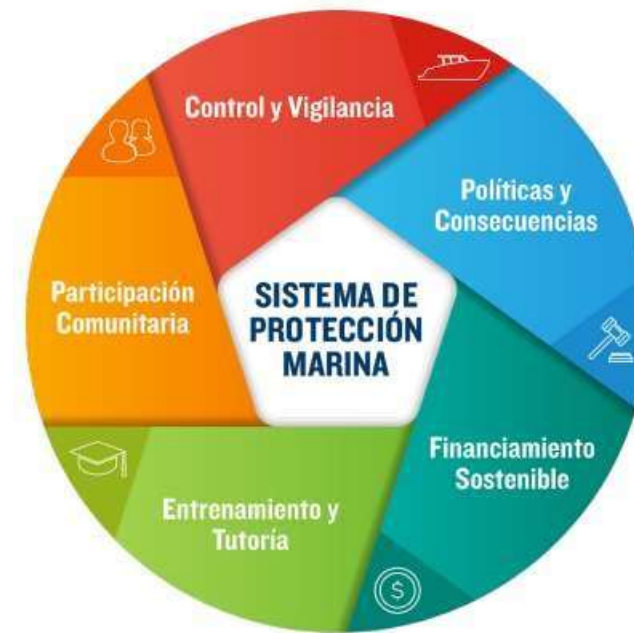 Control y Vigilancia
Políticas y
Consecuencias
Participación
Comunitaria
SISTEMA DE
PROTECCIÓN
MARINA
Financiamiento
Sostenible
Entrenamiento y
Tutoría
$